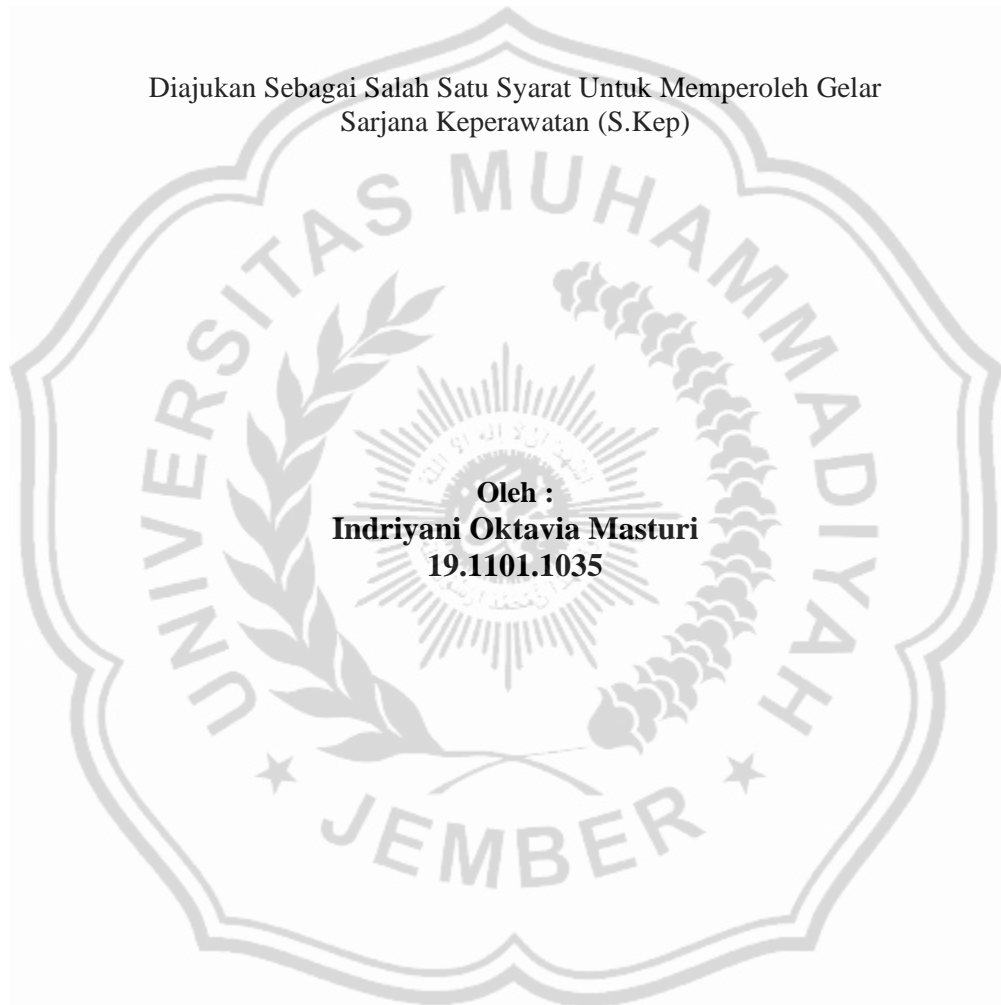 Diajukan Sebagai Salah Satu Syarat Untuk Memperoleh Gelar
Sarjana Keperawatan (S.Kep)
UNIVERSITAS MUHAMMADIYAH
Oleh :
Indriyani Oktavia Masturi
19.1101.1035
JEMBER